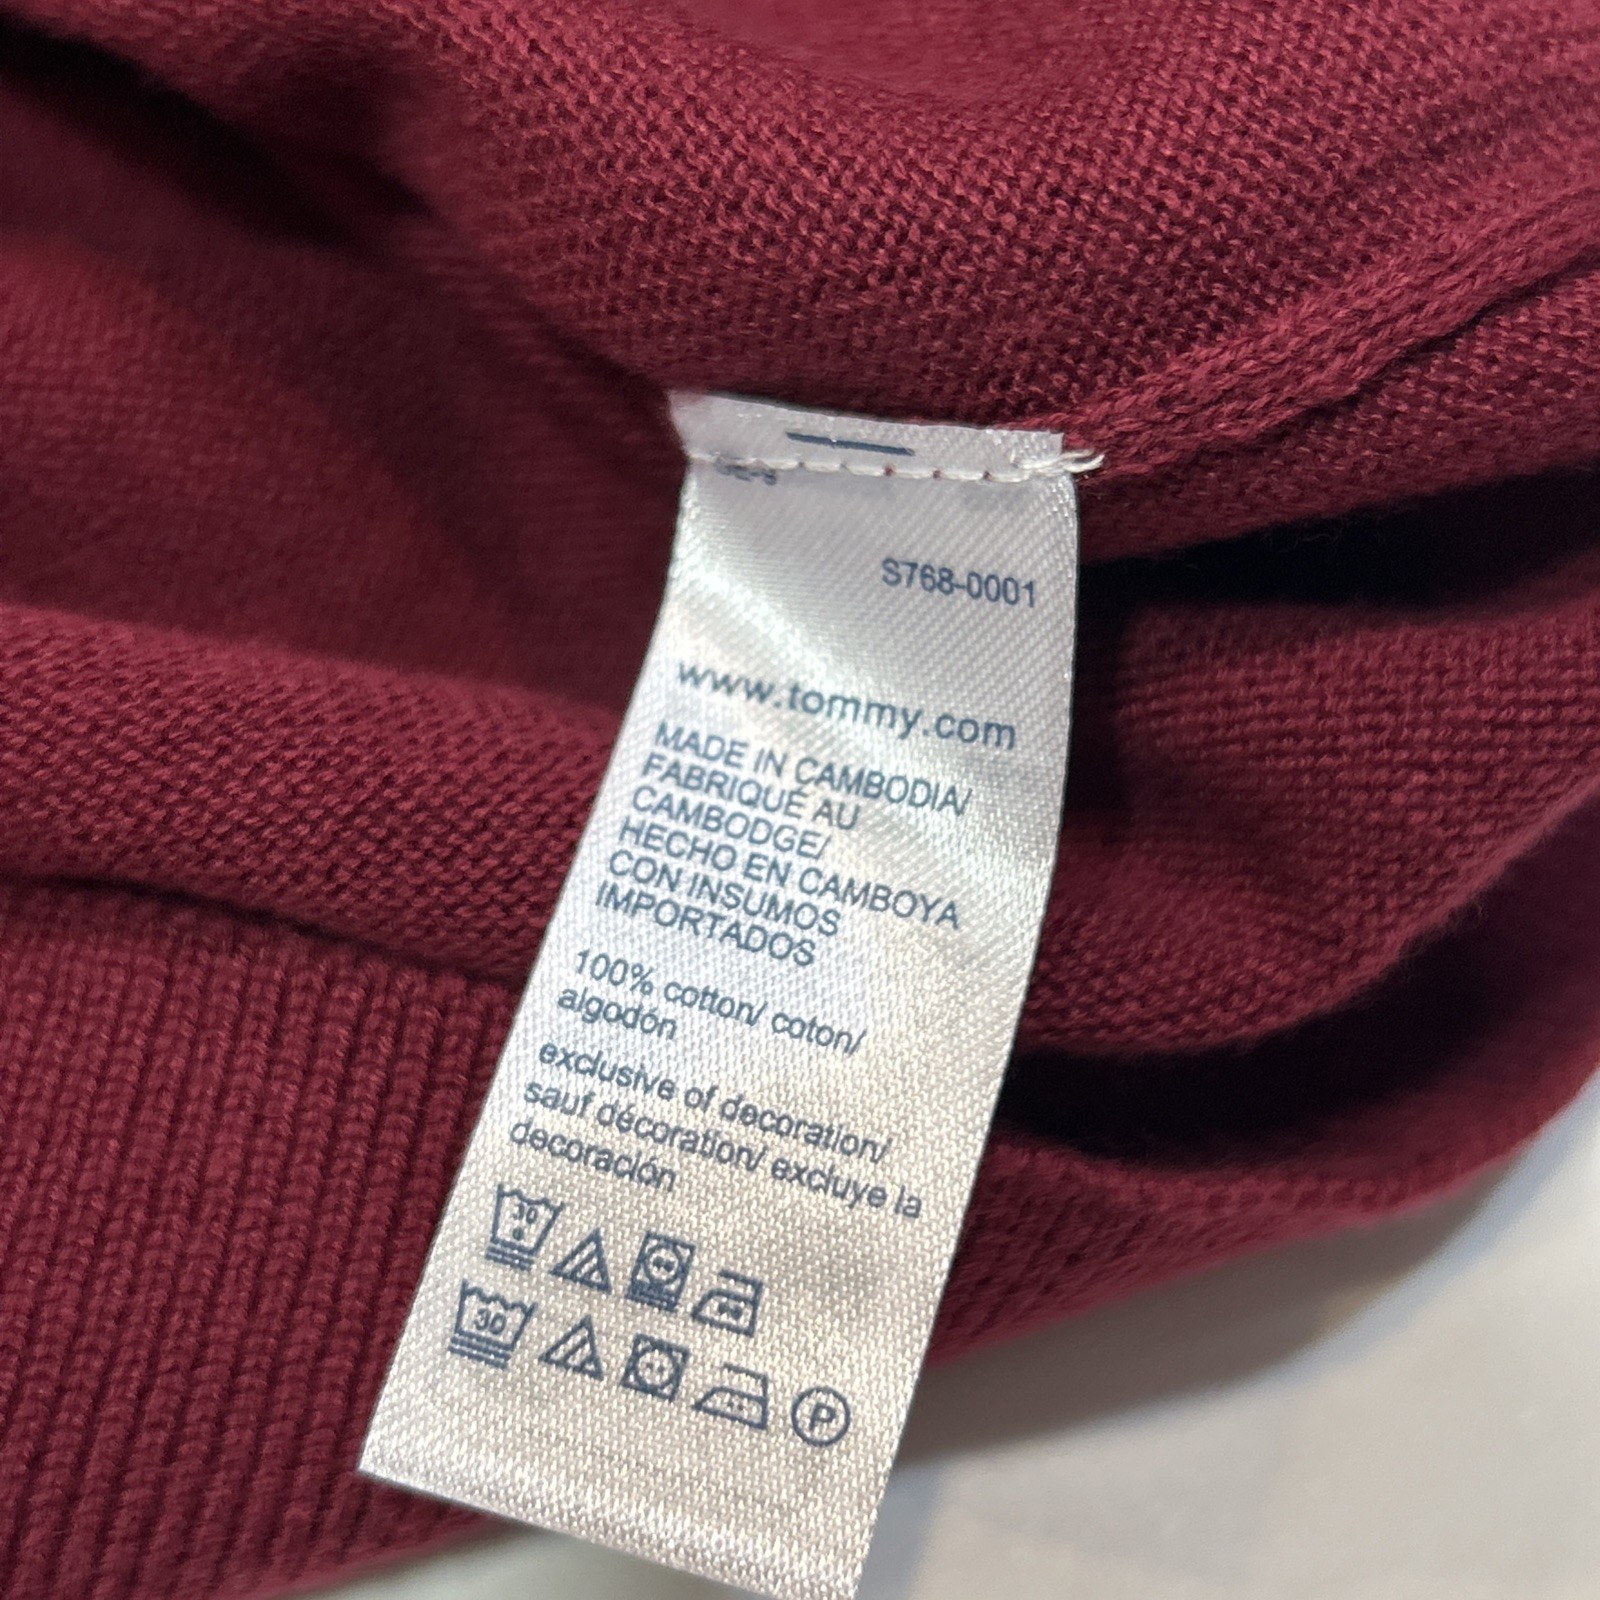 S768-0001
www.tommy.com
MADE IN CAMBODIA/
FABRIQUÉ AU
CAMBODGE/
HECHO EN CAMBOYA
CON INSUMOS
IMPORTADOS
100% cotton/ coton/
algodón
exclusive of decoration/
sauf décoration/ excluye la
decoración
30
30
P